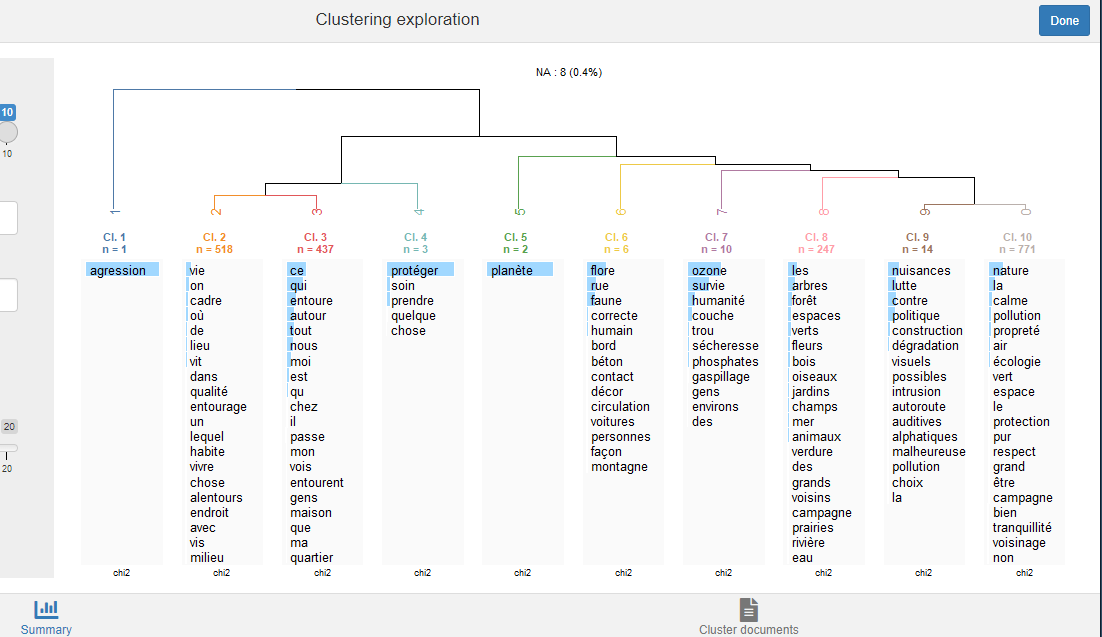 Clustering exploration
Done
NA : 8 (0.4%)
10
10
20
20
1 2 3 4 5 6 7 8 9 0
Cl. 1 Cl. 2 Cl. 3 Cl. 4 Cl. 5 Cl. 6 Cl. 7 Cl. 8 Cl. 9 Cl. 10
n = 1 n = 518 n = 437 n = 3 n = 2 n = 6 n = 10 n = 247 n = 14 n = 771
agression
chi2
vie
on
cadre
où
de
lieu
vit
dans
qualité
entourage
un
lequel
habite
vivre
chose
alentours
endroit
avec
vis
milieu
chi2
ce
qui
entoure
autour
tout
nous
moi
est
qu
chez
il
passe
mon
vois
entourent
gens
maison
que
ma
quartier
chi2
protéger
soin
prendre
quelque
chose
chi2
planète
chi2
flore
rue
faune
correcte
humain
bord
béton
contact
décor
circulation
voitures
personnes
façon
montagne
chi2
ozone
survie
humanité
couche
trou
sécheresse
phosphates
gaspillage
gens
environs
des
chi2
les
arbres
forêt
espaces
verts
fleurs
bois
oiseaux
jardins
champs
mer
animaux
verdure
des
grands
voisins
campagne
prairies
rivière
eau
chi2
nuisances
lutte
contre
politique
construction
dégradation
visuels
possibles
intrusion
autoroute
auditives
alphatiques
malheureuse
pollution
choix
la
chi2
nature
la
calme
pollution
propreté
air
écologie
vert
espace
le
protection
pur
respect
grand
être
campagne
bien
tranquillité
voisinage
non
chi2
Summary
Cluster documents